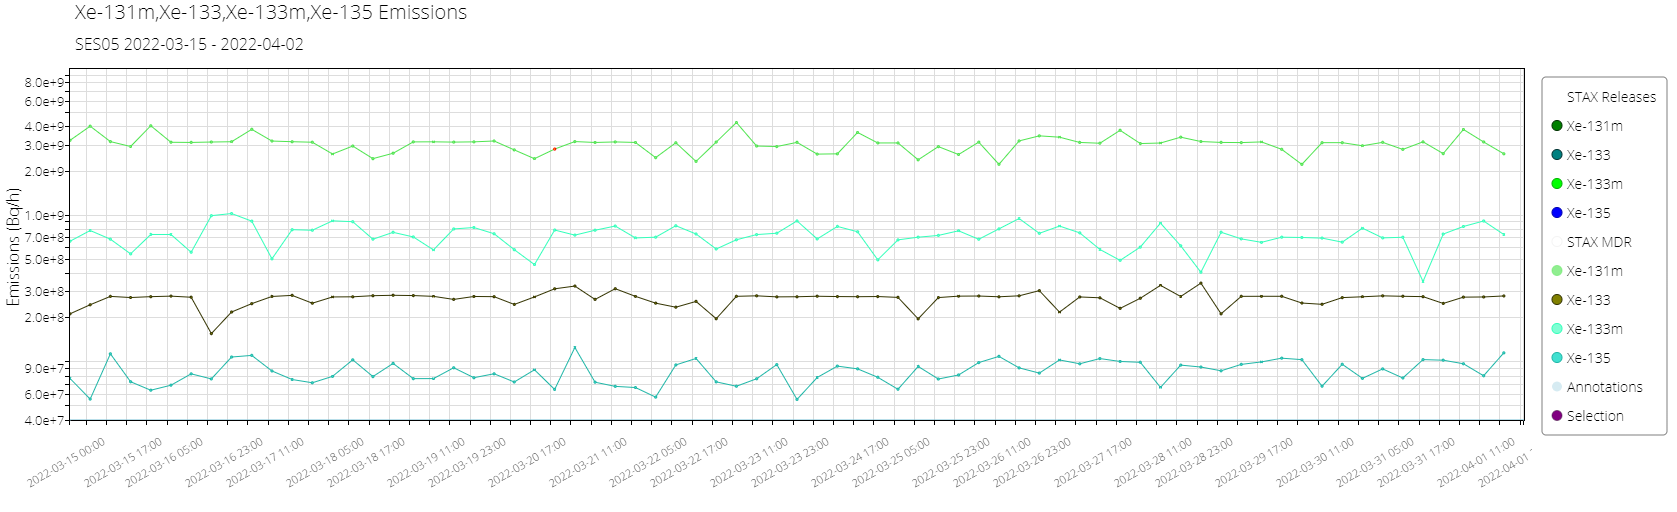 Xe-131m,Xe-133,Xe-133m,Xe-135 Emissions
SES05 2022-03-15 - 2022-04-02
Emissions (Bq/h)
8.0e+9
6.0e+9
4.0e+9
3.0e+9
2.0e+9
1.0e+9
7.0e+8
5.0e+8
3.0e+8
2.0e+8
9.0e+7
6.0e+7
4.0e+7
2022-03-15 00:00
2022-03-15 17:00
2022-03-16 05:00
2022-03-16 23:00
2022-03-17 11:00
2022-03-18 05:00
2022-03-18 17:00
2022-03-19 11:00
2022-03-19 23:00
2022-03-20 17:00
2022-03-21 11:00
2022-03-22 05:00
2022-03-22 17:00
2022-03-23 11:00
2022-03-23 23:00
2022-03-24 17:00
2022-03-25 05:00
2022-03-25 23:00
2022-03-26 11:00
2022-03-26 23:00
2022-03-27 17:00
2022-03-28 11:00
2022-03-28 23:00
2022-03-29 17:00
2022-03-30 11:00
2022-03-31 05:00
2022-03-31 17:00
2022-04-01 11:00
2022-04-01
STAX Releases
Xe-131m
Xe-133
Xe-133m
Xe-135
STAX MDR
Xe-131m
Xe-133
Xe-133m
Xe-135
Annotations
Selection